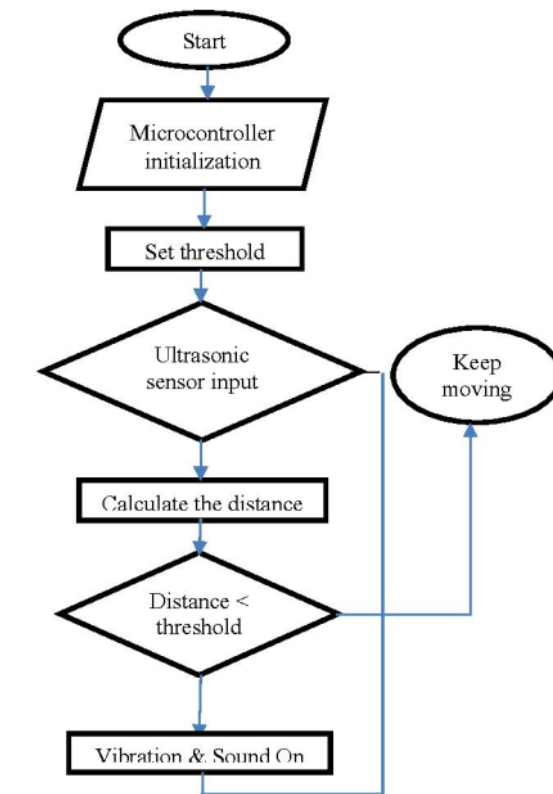 Start
Microcontroller
initialization
Set threshold
Ultrasonic
sensor input
Keep
moving
Calculate the distance
Distance <
threshold
Vibration & Sound On